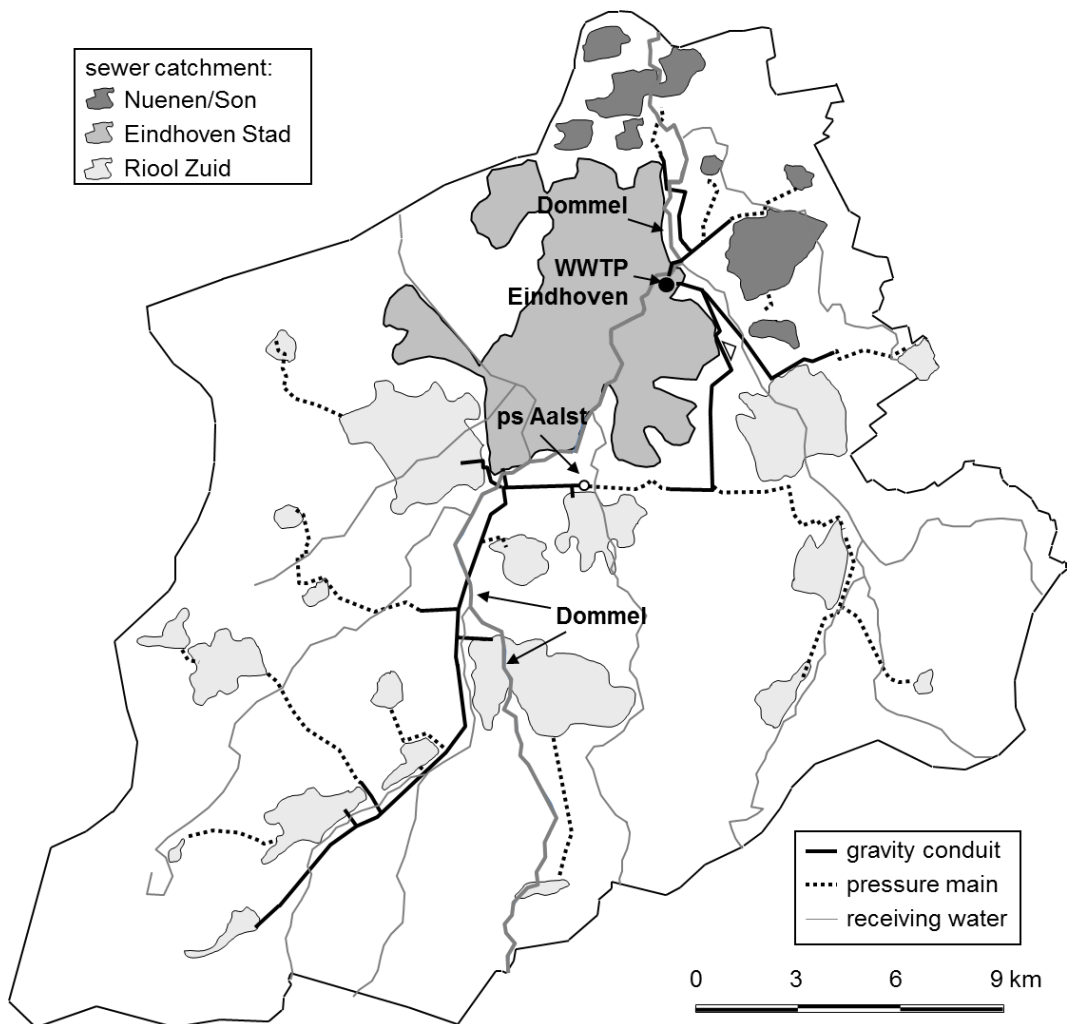 sewer catchment:
Nuenen/Son
Eindhoven Stad
Riool Zuid
Dommel
WWTP
Eindhoven
ps Aalst
Dommel
gravity conduit
pressure main
receiving water
0 3 6 9 km